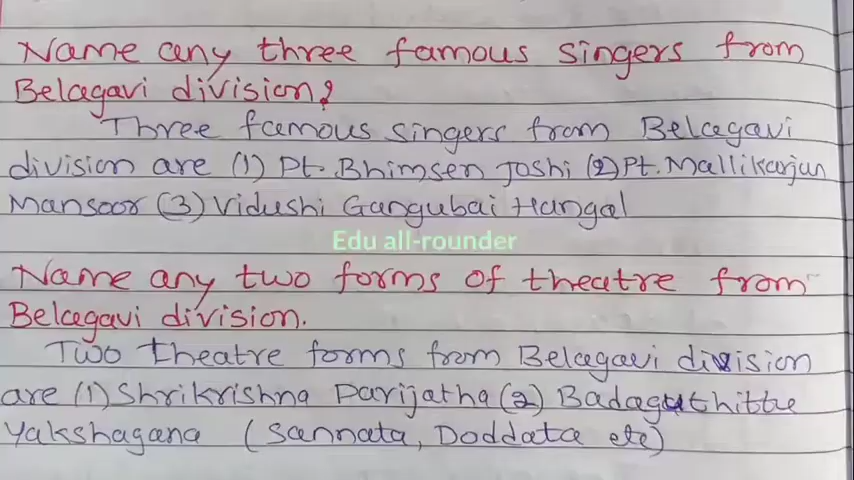 Name any three famous singers from
Belagavi division?
Three famous singers from Belagavi
division are (1) Pt. Bhimsen Joshi (2) Pt. Mallikarjun
Mansoor (3) Vidushi Gangubai Hangal
Edu all-rounder
Name any two forms of theatre from
Belagavi division.
Two theatre forms from Belagavi division
are (1) Shrikrishna Parijatha (2) Badaguthittu
Yakshagana (Sannata, Doddata etc)